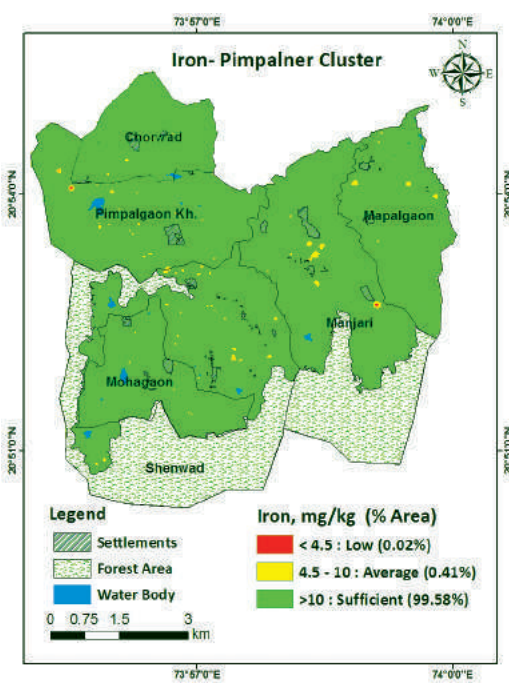 73°57'0"E 74°0'0"E
Iron- Pimpalner Cluster
N
W E
S
Chorwad
20°54'0"N
20°54'0"N
Pimpalgaon Kh.
Mapalgaon
Manjari
Mohagaon
20°51'0"N
20°51'0"N
Shenwad
Legend
Settlements
Forest Area
Water Body
0 0.75 1.5 3
km
Iron, mg/kg (% Area)
< 4.5 : Low (0.02%)
4.5 - 10 : Average (0.41%)
>10 : Sufficient (99.58%)
73°57'0"E 74°0'0"E